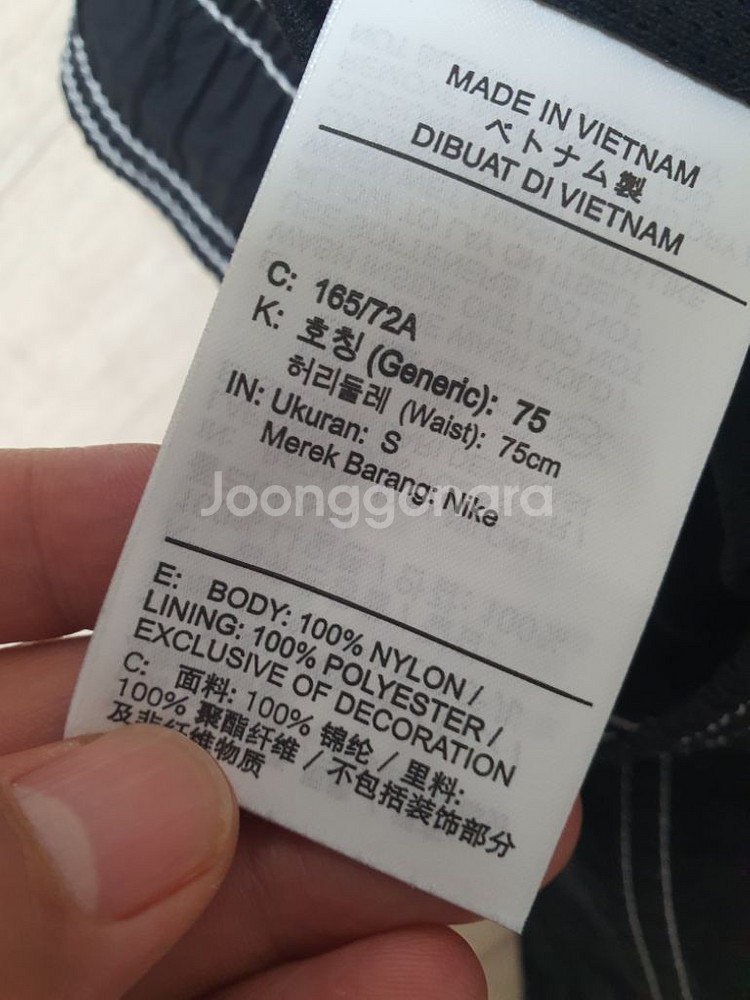 MADE IN VIETNAM
ベトナム製
DIBUAT DI VIETNAM
C: 165/72A
K: 호칭 (Generic): 75
허리둘레 (Waist): 75cm
IN: Ukuran: S
Merek Barang: Nike
Joonggonara
E: BODY: 100% NYLON /
LINING: 100% POLYESTER /
EXCLUSIVE OF DECORATION
C: 面料: 100% 锦纶 / 里料:
100% 聚酯纤维 / 不包括装饰部分
及非纤维物质